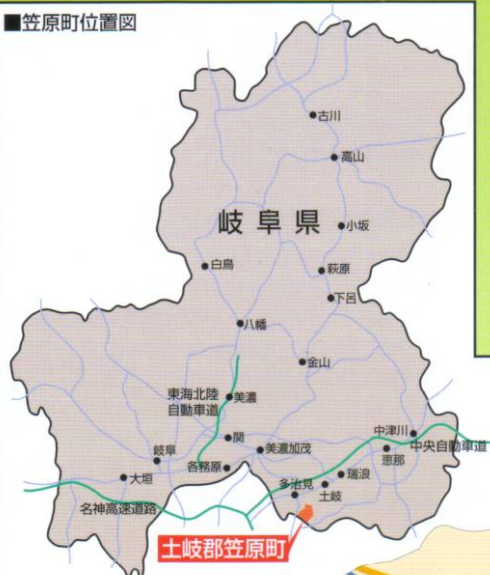 ■笠原町位置図
古川
高山
岐阜県
小坂
白鳥
萩原
下呂
八幡
金山
東海北陸
自動車道
美濃
中津川
関
中央自動車道
美濃加茂
岐阜
恵那
各務原
瑞浪
大垣
多治見
土岐
名神高速道路
土岐郡笠原町